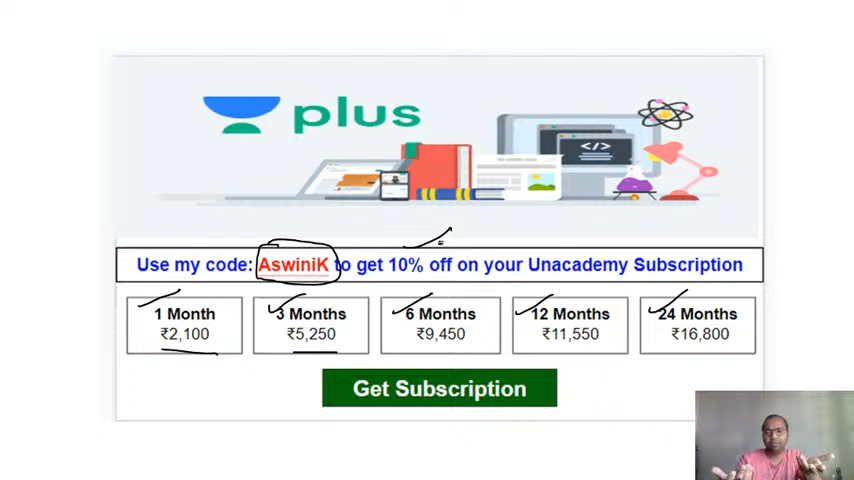 plus
</>
Use my code: AswiniK to get 10% off on your Unacademy Subscription
1 Month
₹2,100
3 Months
₹5,250
6 Months
₹9,450
12 Months
₹11,550
24 Months
₹16,800
Get Subscription